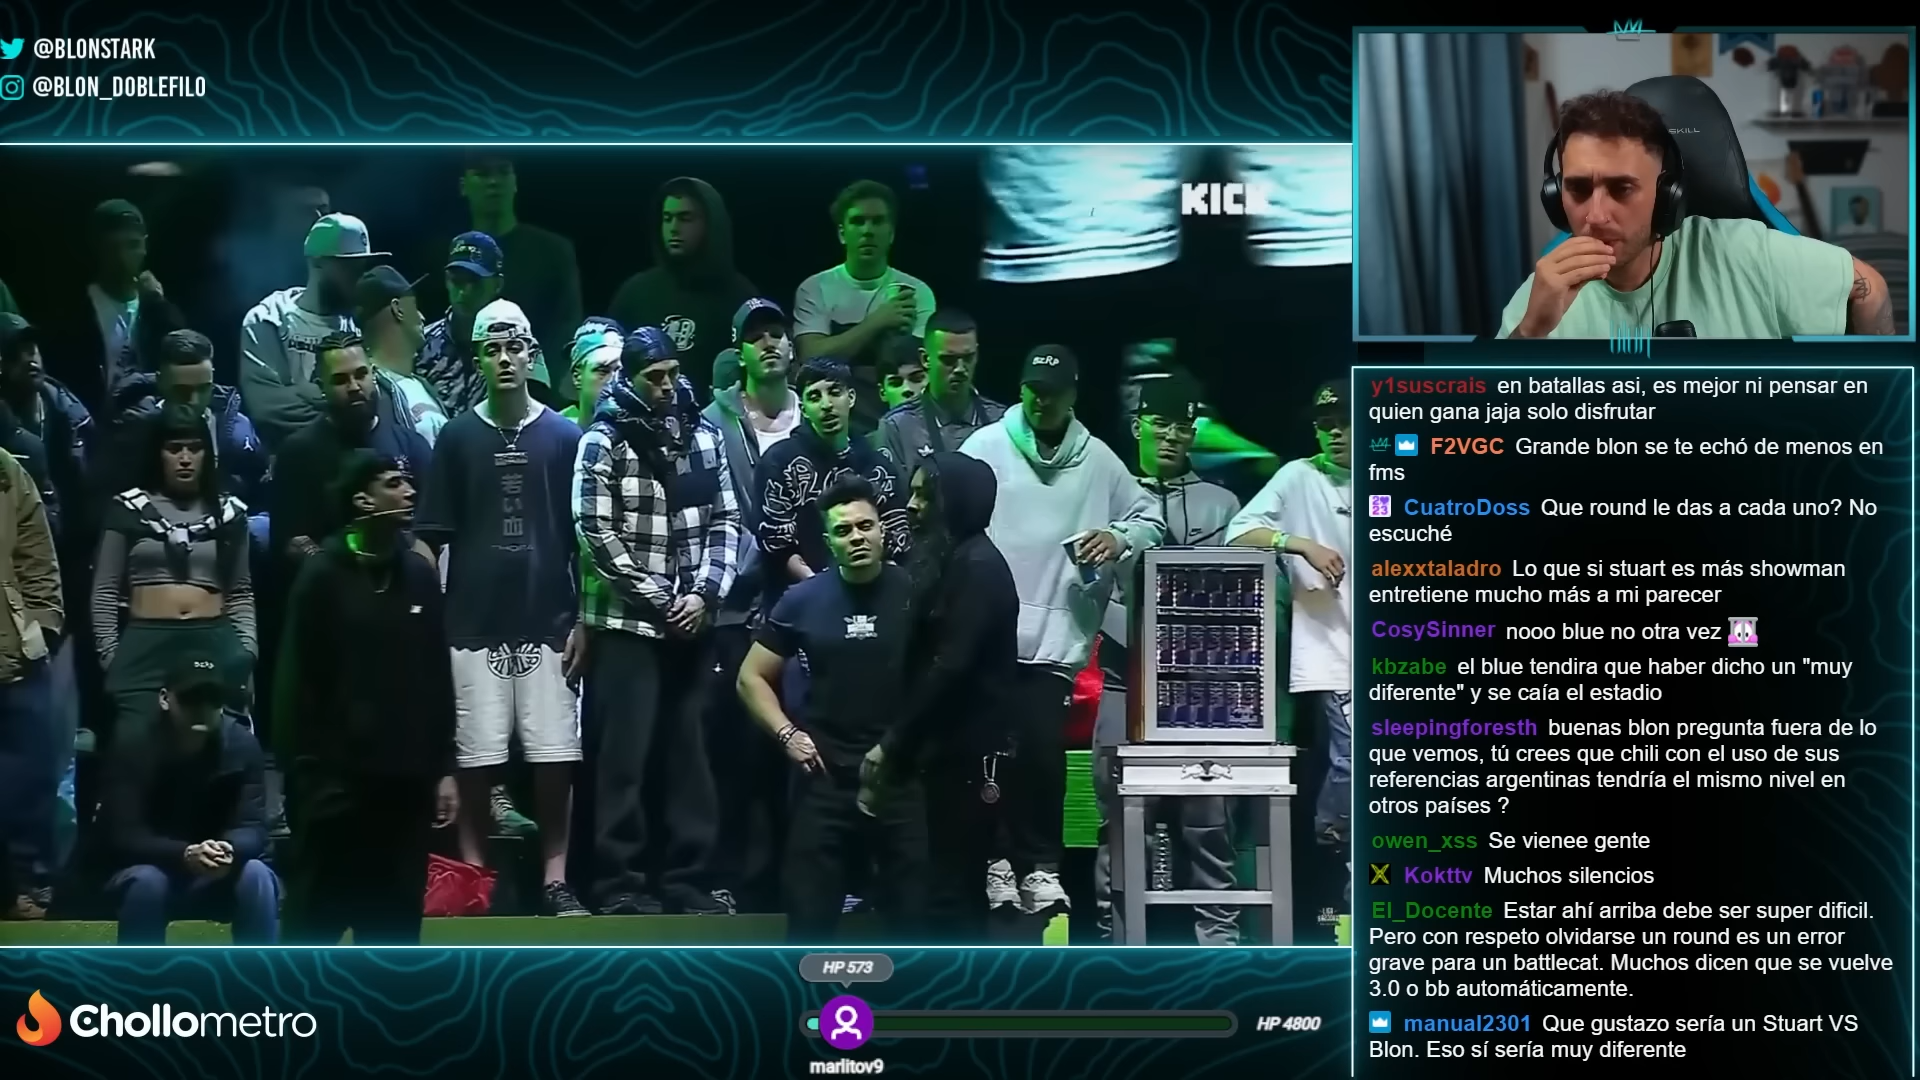 @BLONSTARK
@BLON_DOBLEFILO
KICK
SKILL
BZRP
BZRP
y1suscrais en batallas asi, es mejor ni pensar en
quien gana jaja solo disfrutar
F2VGC Grande blon se te echó de menos en
fms
CuatroDoss Que round le das a cada uno? No
escuché
alexxtaladro Lo que si stuart es más showman
entretiene mucho más a mi parecer
CosySinner nooo blue no otra vez
kbzabe el blue tendira que haber dicho un "muy
diferente" y se caía el estadio
sleepingforesth buenas blon pregunta fuera de lo
que vemos, tú crees que chili con el uso de sus
referencias argentinas tendría el mismo nivel en
otros países ?
owen_xss Se vienee gente
Kokttv Muchos silencios
El_Docente Estar ahí arriba debe ser super dificil.
Pero con respeto olvidarse un round es un error
grave para un battlecat. Muchos dicen que se vuelve
3.0 o bb automáticamente.
manual2301 Que gustazo sería un Stuart VS
Blon. Eso sí sería muy diferente
HP 573
HP 4800
marlitov9
Chollometro